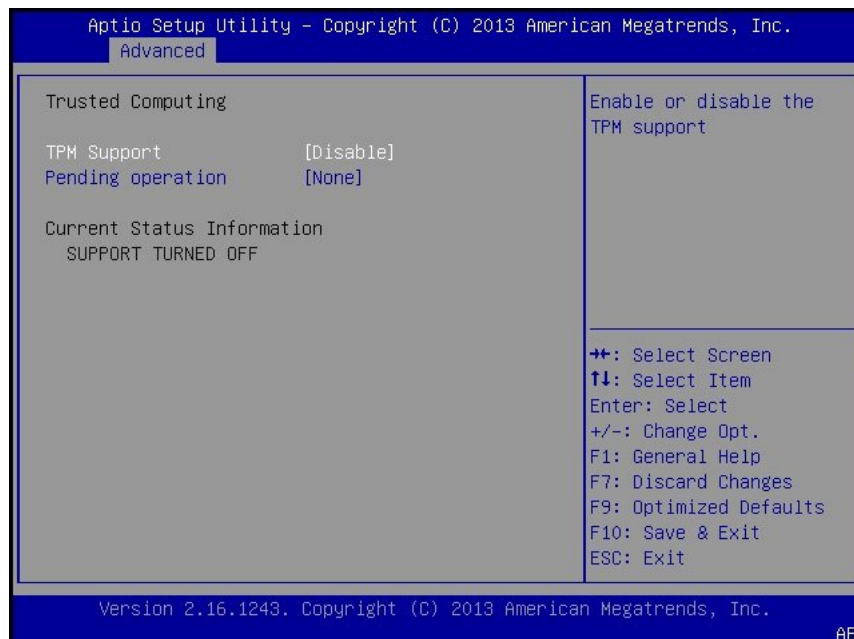 Aptio Setup Utility – Copyright (C) 2013 American Megatrends, Inc.
Advanced
Trusted Computing
TPM Support [Disable]
Pending operation [None]
Current Status Information
SUPPORT TURNED OFF
Enable or disable the
TPM support
→←: Select Screen
↑↓: Select Item
Enter: Select
+/-: Change Opt.
F1: General Help
F7: Discard Changes
F9: Optimized Defaults
F10: Save & Exit
ESC: Exit
Version 2.16.1243. Copyright (C) 2013 American Megatrends, Inc.